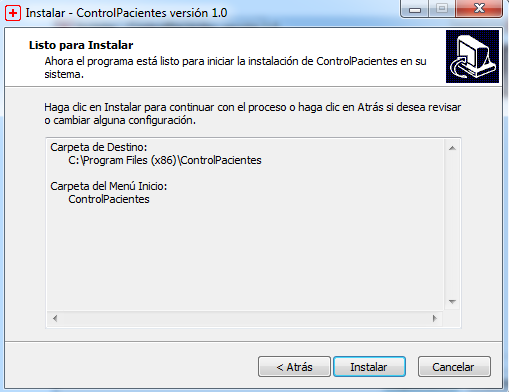 Instalar - ControlPacientes versión 1.0
Listo para Instalar
Ahora el programa está listo para iniciar la instalación de ControlPacientes en su
sistema.
Haga clic en Instalar para continuar con el proceso o haga clic en Atrás si desea revisar
o cambiar alguna configuración.
Carpeta de Destino:
C:\Program Files (x86)\ControlPacientes
Carpeta del Menú Inicio:
ControlPacientes
< Atrás
Instalar
Cancelar